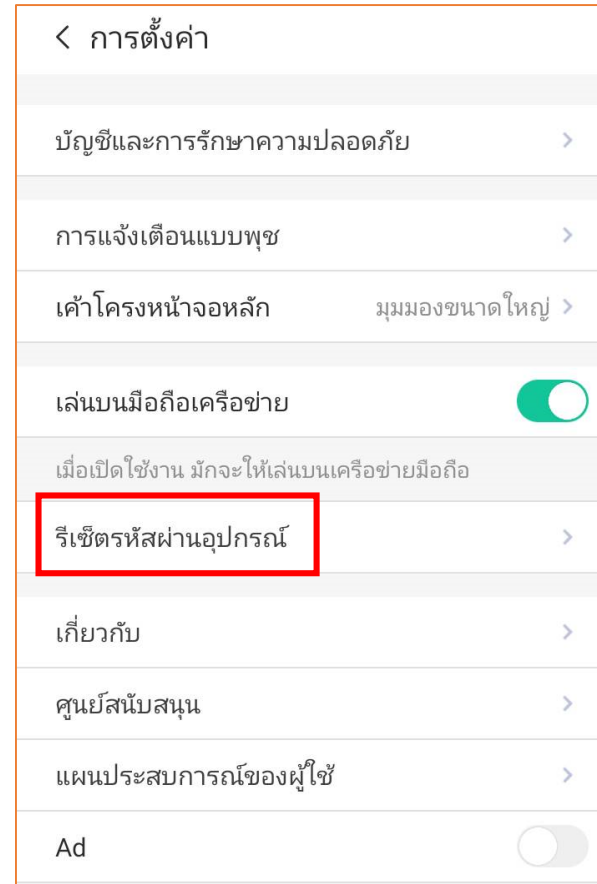 การตั้งค่า
บัญชีและการรักษาความปลอดภัย
การแจ้งเตือนแบบพุช
เค้าโครงหน้าจอหลัก มุมมองขนาดใหญ่
เล่นบนมือถือเครือข่าย
เมื่อเปิดใช้งาน มักจะให้เล่นบนเครือข่ายมือถือ
รีเซ็ตรหัสผ่านอุปกรณ์
เกี่ยวกับ
ศูนย์สนับสนุน
แผนประสบการณ์ของผู้ใช้
Ad